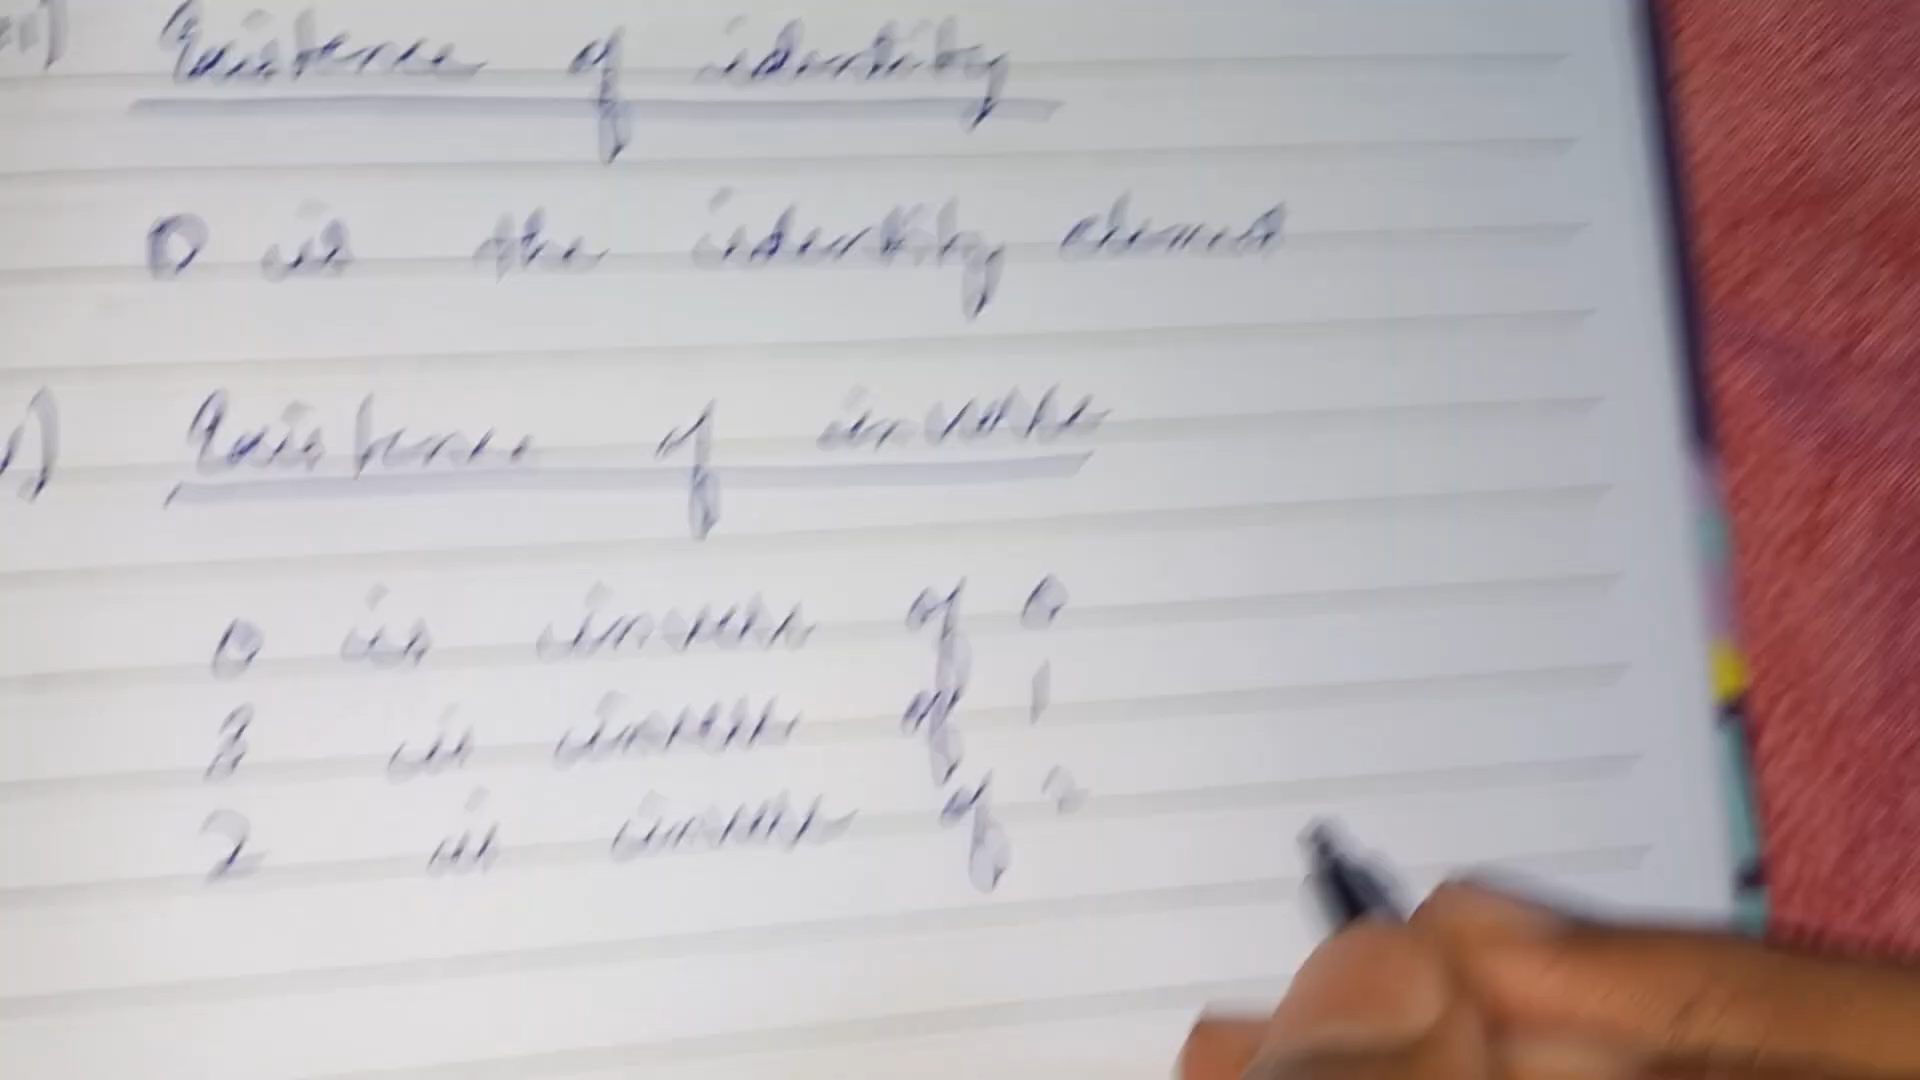 iii) Existence of identity
0 is the identity element
Existence of inverse
0 is inverse of 0
3 is inverse of 1
2 is inverse of 2